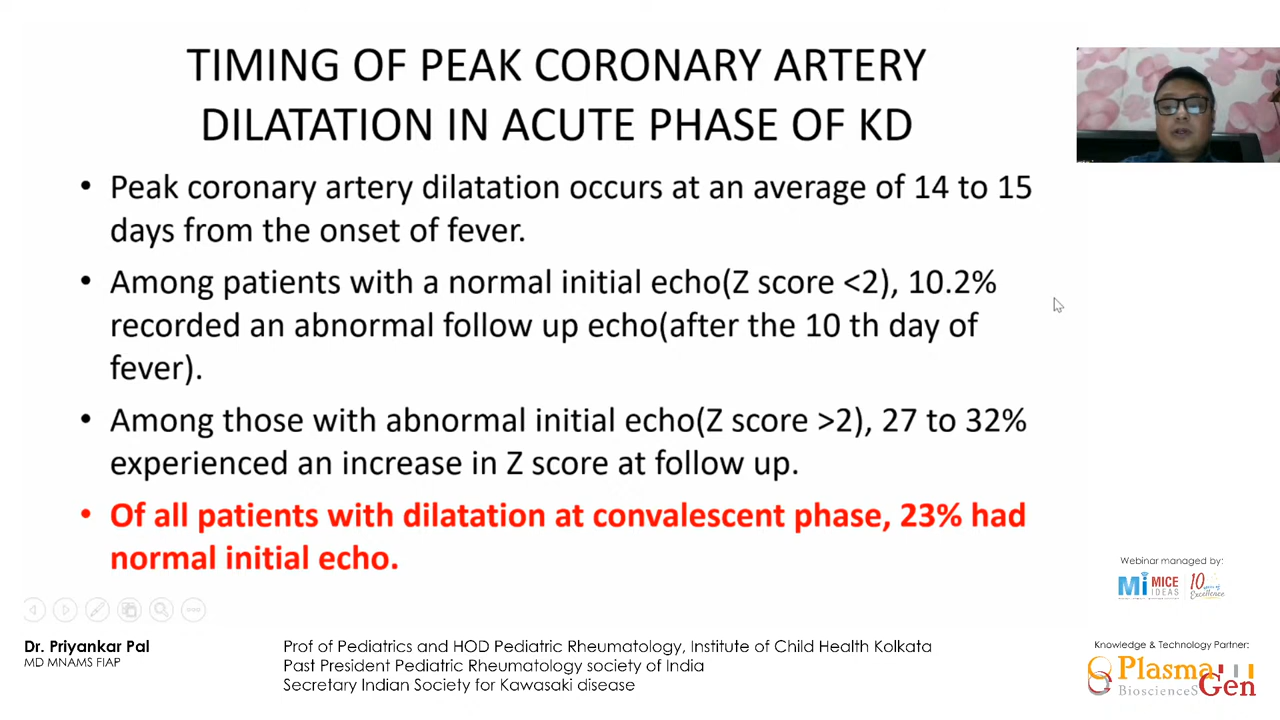 TIMING OF PEAK CORONARY ARTERY
DILATATION IN ACUTE PHASE OF KD
• Peak coronary artery dilatation occurs at an average of 14 to 15
days from the onset of fever.
• Among patients with a normal initial echo(Z score <2), 10.2%
recorded an abnormal follow up echo(after the 10 th day of
fever).
• Among those with abnormal initial echo(Z score >2), 27 to 32%
experienced an increase in Z score at follow up.
• Of all patients with dilatation at convalescent phase, 23% had
normal initial echo.
Webinar managed by:
Mi MICE IDEAS
10 years of Excellence
Dr. Priyankar Pal
MD MNAMS FIAP
Prof of Pediatrics and HOD Pediatric Rheumatology, Institute of Child Health Kolkata
Past President Pediatric Rheumatology society of India
Secretary Indian Society for Kawasaki disease
Knowledge & Technology Partner:
PlasmaGen
BioscienceS